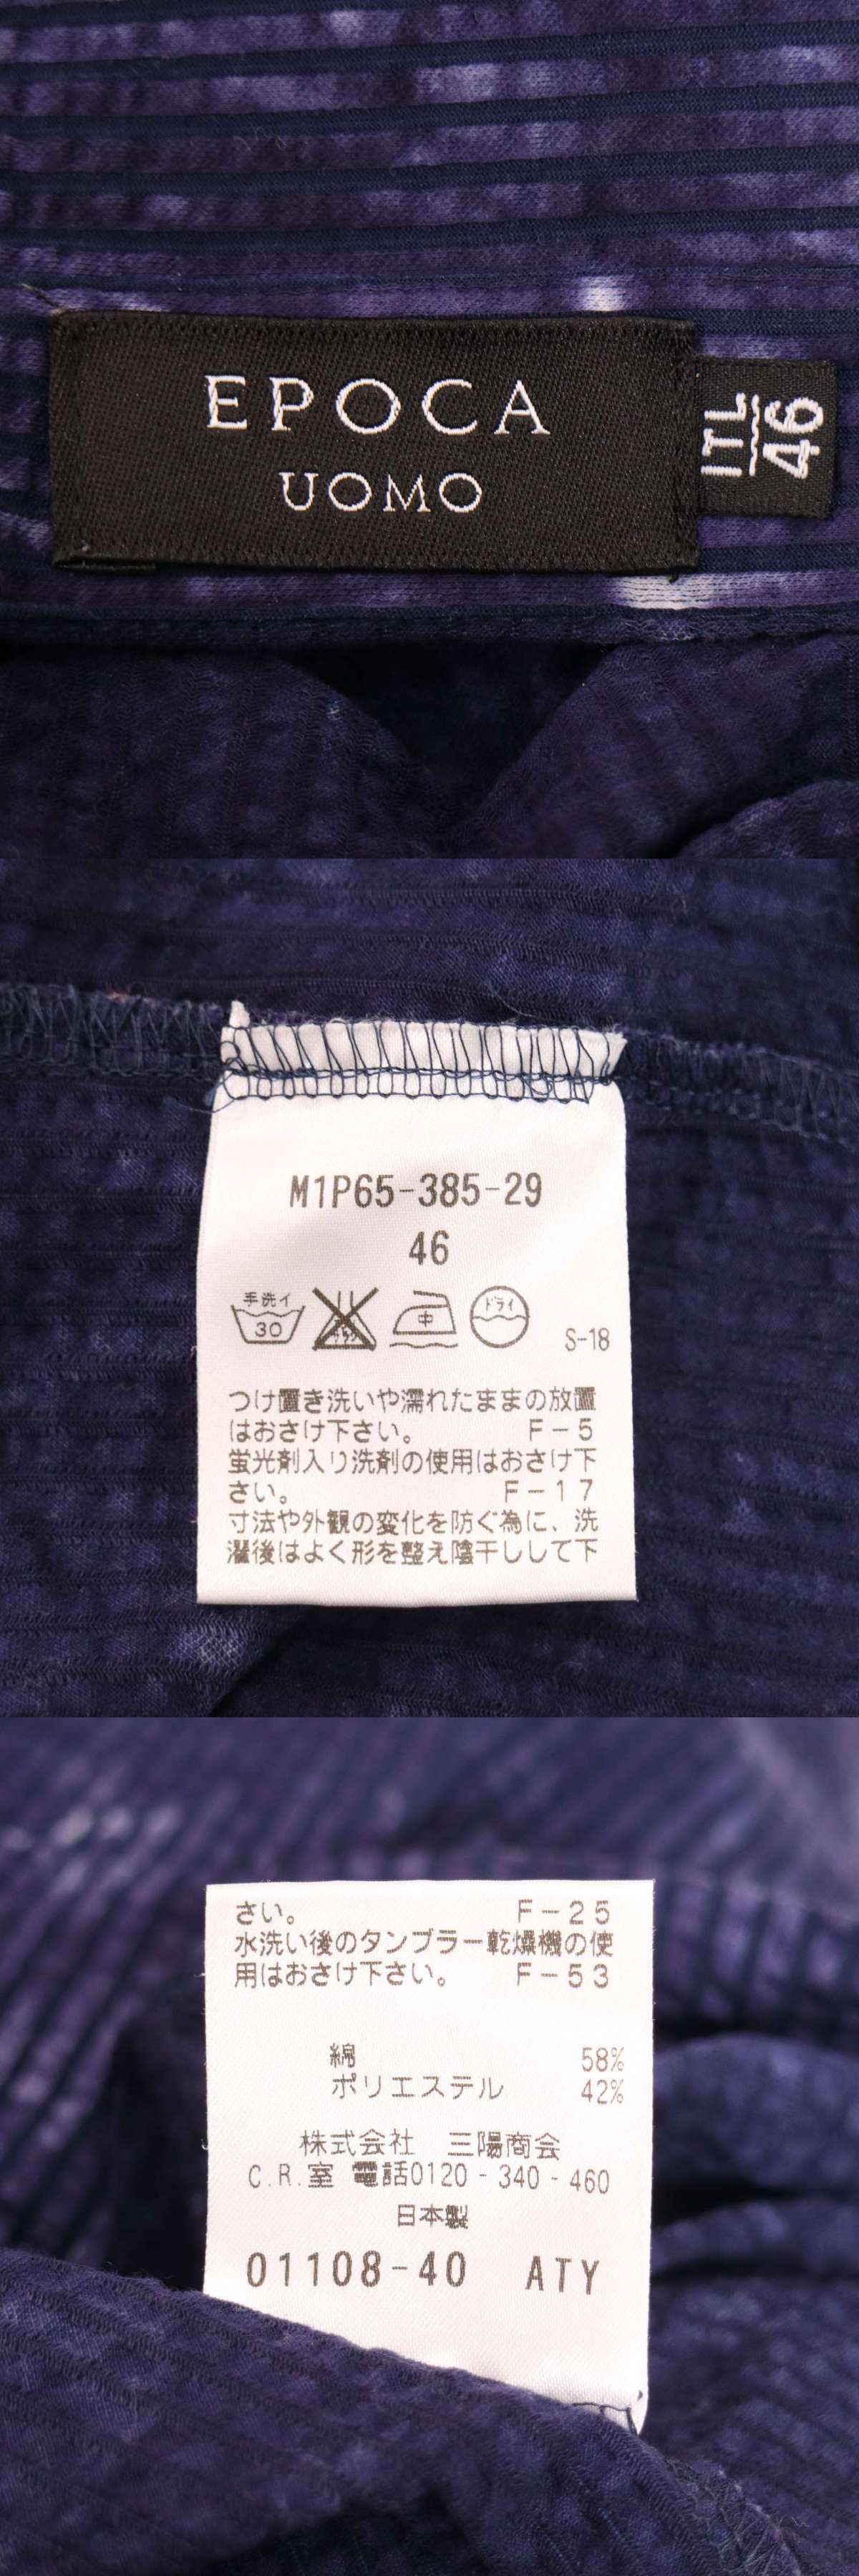 EPOCA
UOMO
ITL
46
M1P65-385-29
46
手洗イ
30
中
ドライ
S-18
つけ置き洗いや濡れたままの放置
はおさけ下さい。 F-5
蛍光剤入り洗剤の使用はおさけ下
さい。 F-17
寸法や外観の変化を防ぐ為に、洗
濯後はよく形を整え陰干しして下
さい。 F-25
水洗い後のタンブラー乾燥機の使
用はおさけ下さい。 F-53
綿 58%
ポリエステル 42%
株式会社 三陽商会
C.R.室 電話0120-340-460
日本製
01108-40 ATY